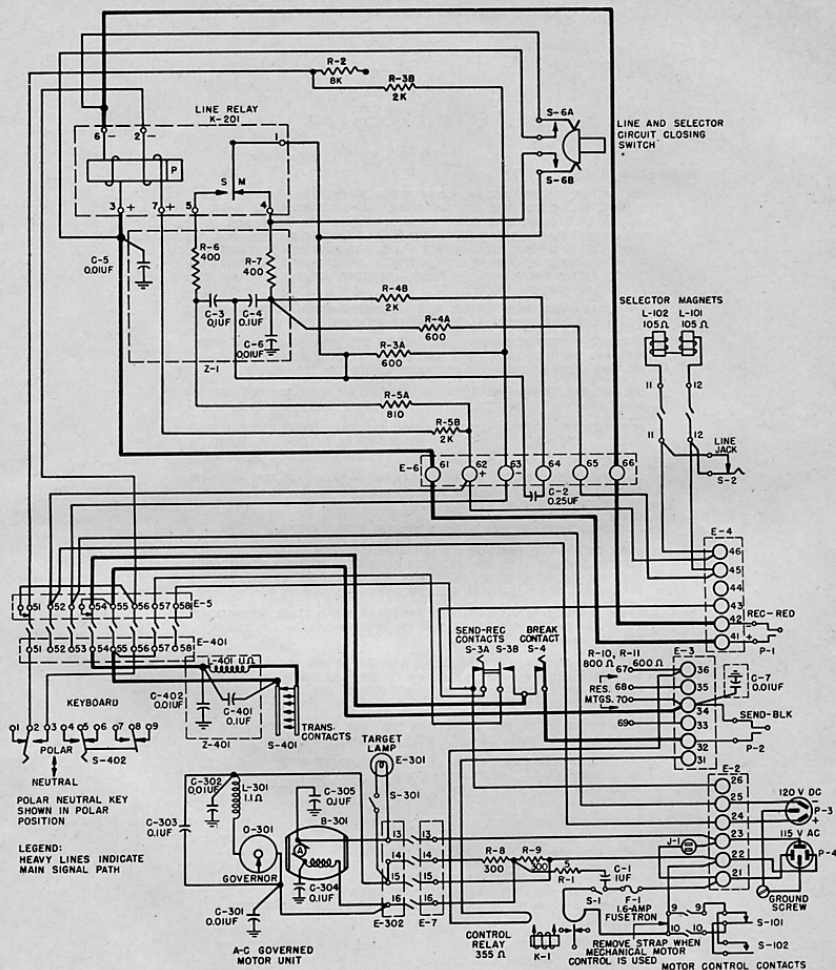 R-2
8K
R-3B
2K
LINE RELAY
K-201
6 -
2 -
1
P
S M
3 +
7 +
5
4
S-6A
S-6B
LINE AND SELECTOR
CIRCUIT CLOSING
SWITCH
C-5
0.01UF
R-6
400
R-7
400
C-3
0.1UF
C-4
0.1UF
C-6
0.01UF
Z-1
R-4B
2K
R-4A
600
R-3A
600
R-5A
810
R-5B
2K
SELECTOR MAGNETS
L-102
105 Ω
L-101
105 Ω
11
12
11
12
LINE
JACK
S-2
E-6
61
62
+
63
-
64
65
66
C-2
0.25UF
E-4
46
45
44
43
42
41
REC-RED
-
+
P-1
51
52
53
54
55
56
57
58
E-5
E-401
51
52
53
54
55
56
57
58
L-401 11Ω
C-402
0.01UF
C-401
0.1UF
Z-401
TRANS.
CONTACTS
S-401
KEYBOARD
1
2
3
4
5
6
7
8
9
POLAR
NEUTRAL
S-402
POLAR NEUTRAL KEY
SHOWN IN POLAR
POSITION
LEGEND:
HEAVY LINES INDICATE
MAIN SIGNAL PATH
SEND-REC
CONTACTS
S-3A
S-3B
BREAK
CONTACT
S-4
R-10, R-11
800 Ω 600 Ω
67
RES. 68
MTGS. 70
69
E-3
36
35
34
33
32
31
C-7
0.01UF
SEND-BLK
P-2
TARGET
LAMP
E-301
S-301
C-302
0.01UF
L-301
1.1Ω
C-305
0.1UF
C-303
0.1UF
O-301
GOVERNOR
B-301
A
C-304
0.1UF
C-301
0.01UF
A-C GOVERNED
MOTOR UNIT
13
14
15
16
E-302
13
14
15
16
E-7
R-8
300
R-9
300
5
R-1
C-1
.1UF
S-1
F-1
1.6-AMP
FUSETRON
J-1
E-2
26
25
24
23
22
21
120 V DC
-
P-3
+
115 V AC
P-4
GROUND
SCREW
CONTROL
RELAY
355 Ω
K-1
REMOVE STRAP WHEN
MECHANICAL MOTOR
CONTROL IS USED
9
9
10
10
S-101
S-102
MOTOR CONTROL CONTACTS